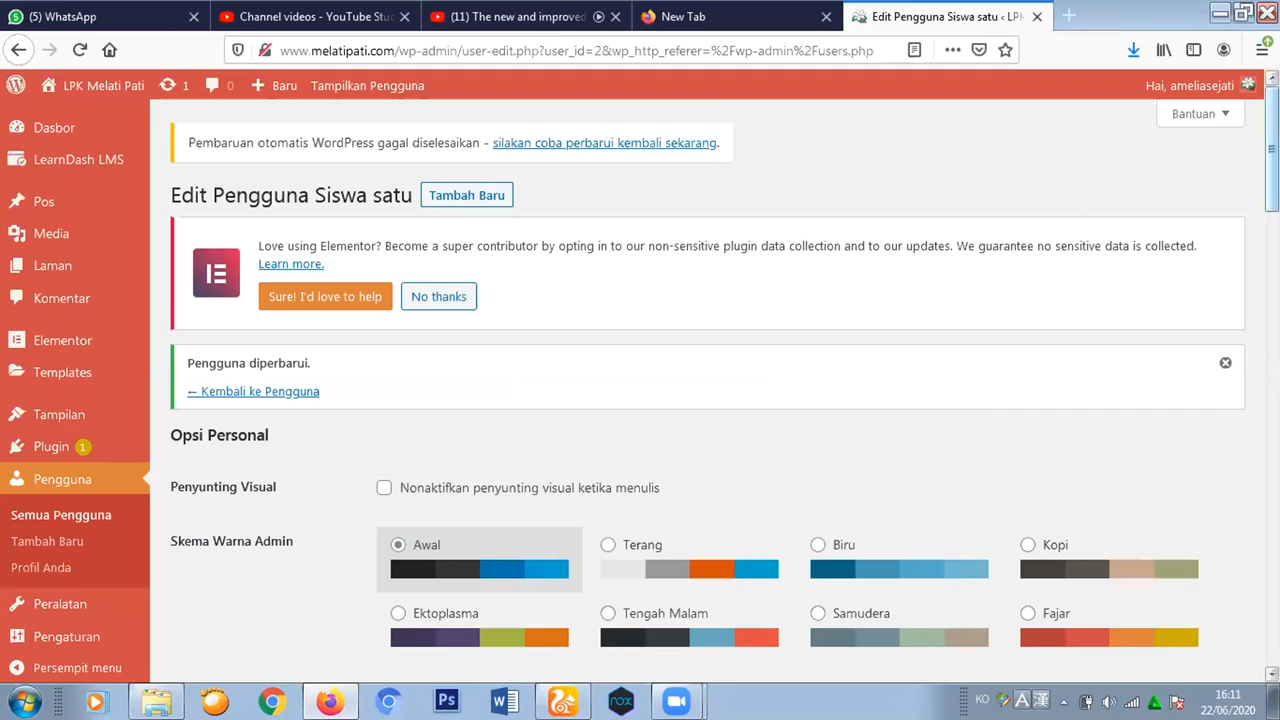 (5) WhatsApp
Channel videos - YouTube Stu
(11) The new and improved
New Tab
Edit Pengguna Siswa satu ‹ LPK
www.melatipati.com/wp-admin/user-edit.php?user_id=2&wp_http_referer=%2Fwp-admin%2Fusers.php
LPK Melati Pati
1
0
Baru
Tampilkan Pengguna
Hai, ameliasejati
Bantuan
Dasbor
LearnDash LMS
Pos
Media
Laman
Komentar
Elementor
Templates
Tampilan
Plugin 1
Pengguna
Semua Pengguna
Tambah Baru
Profil Anda
Peralatan
Pengaturan
Persempit menu
Pembaruan otomatis WordPress gagal diselesaikan - silakan coba perbarui kembali sekarang.
Edit Pengguna Siswa satu
Tambah Baru
Love using Elementor? Become a super contributor by opting in to our non-sensitive plugin data collection and to our updates. We guarantee no sensitive data is collected.
Learn more.
Sure! I'd love to help
No thanks
Pengguna diperbarui.
← Kembali ke Pengguna
Opsi Personal
Penyunting Visual
Nonaktifkan penyunting visual ketika menulis
Skema Warna Admin
Awal
Terang
Biru
Kopi
Ektoplasma
Tengah Malam
Samudera
Fajar
Ps
W
nox
KO
A 漢
16:11
22/06/2020